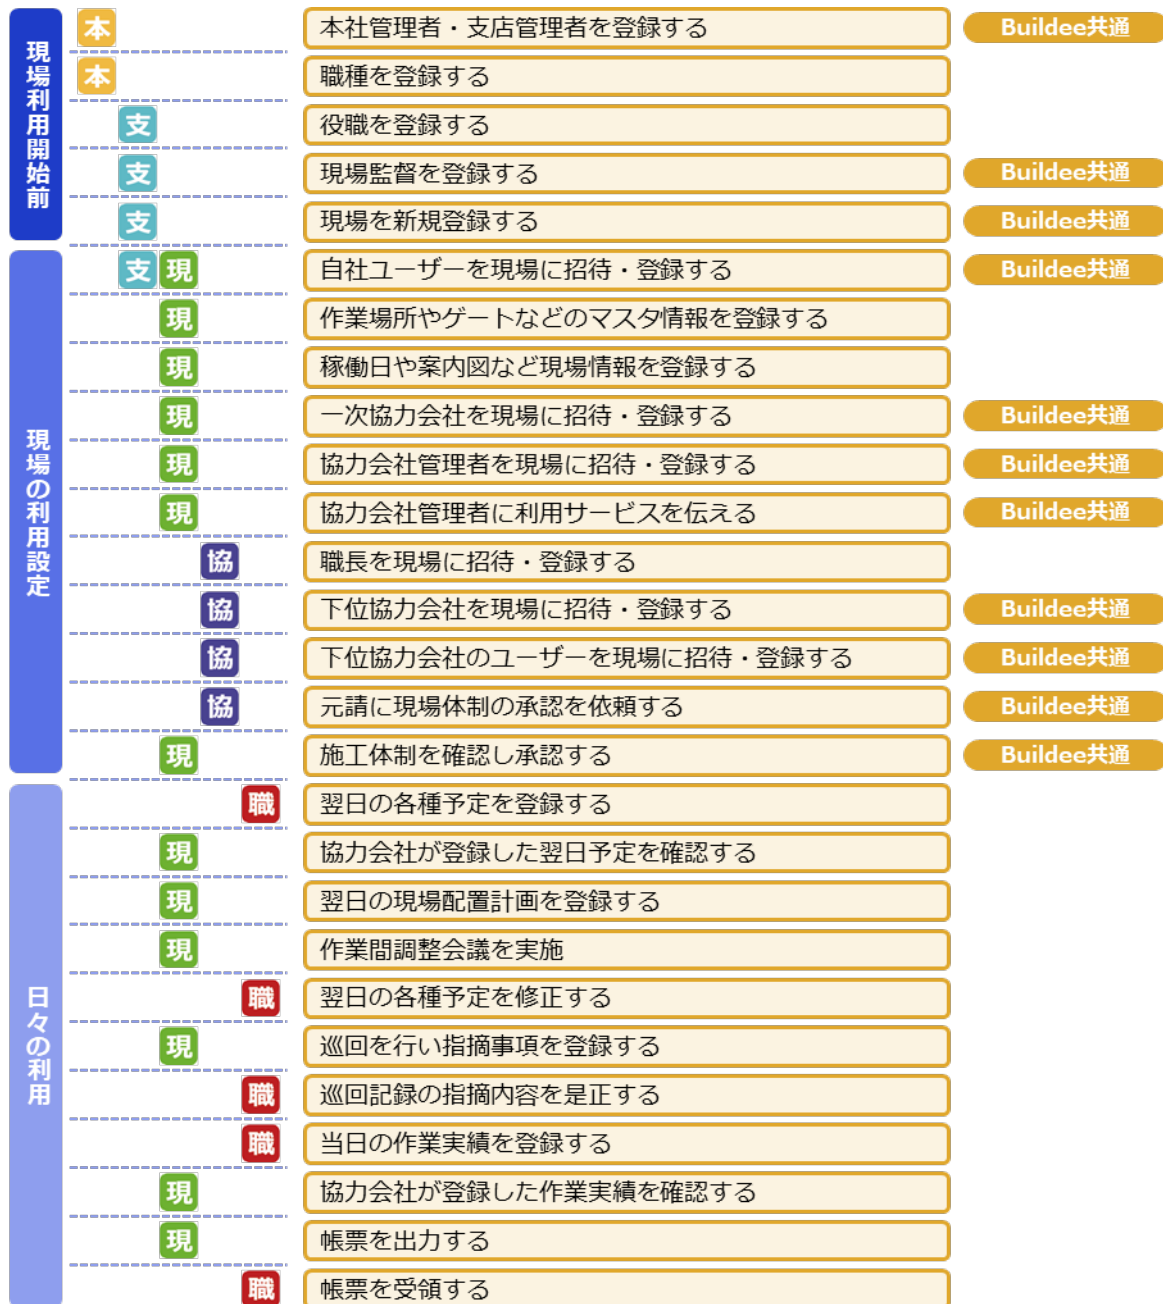 現場利用開始前
本 本社管理者・支店管理者を登録する Buildee共通
本 職種を登録する
支 役職を登録する
支 現場監督を登録する Buildee共通
支 現場を新規登録する Buildee共通
現場の利用設定
支 現 自社ユーザーを現場に招待・登録する Buildee共通
現 作業場所やゲートなどのマスタ情報を登録する
現 稼働日や案内図など現場情報を登録する
現 一次協力会社を現場に招待・登録する Buildee共通
現 協力会社管理者を現場に招待・登録する Buildee共通
現 協力会社管理者に利用サービスを伝える Buildee共通
協 職長を現場に招待・登録する
協 下位協力会社を現場に招待・登録する Buildee共通
協 下位協力会社のユーザーを現場に招待・登録する Buildee共通
協 元請に現場体制の承認を依頼する Buildee共通
現 施工体制を確認し承認する Buildee共通
日々の利用
職 翌日の各種予定を登録する
現 協力会社が登録した翌日予定を確認する
現 翌日の現場配置計画を登録する
現 作業間調整会議を実施
職 翌日の各種予定を修正する
現 巡回を行い指摘事項を登録する
職 巡回記録の指摘内容を是正する
職 当日の作業実績を登録する
現 協力会社が登録した作業実績を確認する
現 帳票を出力する
職 帳票を受領する